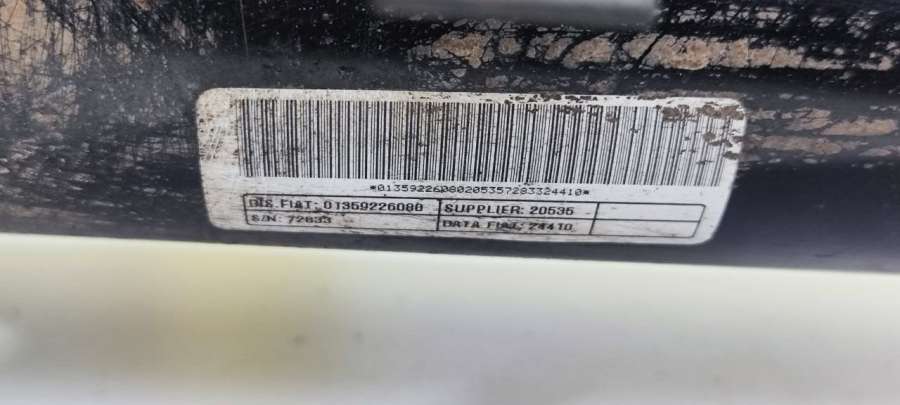 *01359226080205357283324410*
DIS.FIAT: 01359226080
SUPPLIER: 20535
S/N: 72833
DATA FIAT: 24410